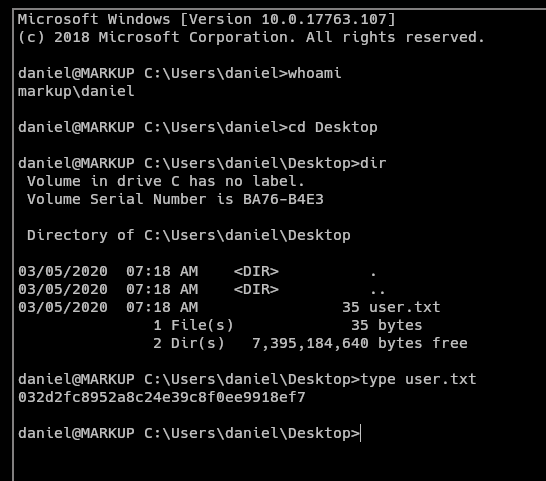 Microsoft Windows [Version 10.0.17763.107]
(c) 2018 Microsoft Corporation. All rights reserved.
daniel@MARKUP C:\Users\daniel>whoami
markup\daniel
daniel@MARKUP C:\Users\daniel>cd Desktop
daniel@MARKUP C:\Users\daniel\Desktop>dir
 Volume in drive C has no label.
 Volume Serial Number is BA76-B4E3
 Directory of C:\Users\daniel\Desktop
03/05/2020  07:18 AM    <DIR>          .
03/05/2020  07:18 AM    <DIR>          ..
03/05/2020  07:18 AM                35 user.txt
               1 File(s)             35 bytes
               2 Dir(s)   7,395,184,640 bytes free
daniel@MARKUP C:\Users\daniel\Desktop>type user.txt
032d2fc8952a8c24e39c8f0ee9918ef7
daniel@MARKUP C:\Users\daniel\Desktop>